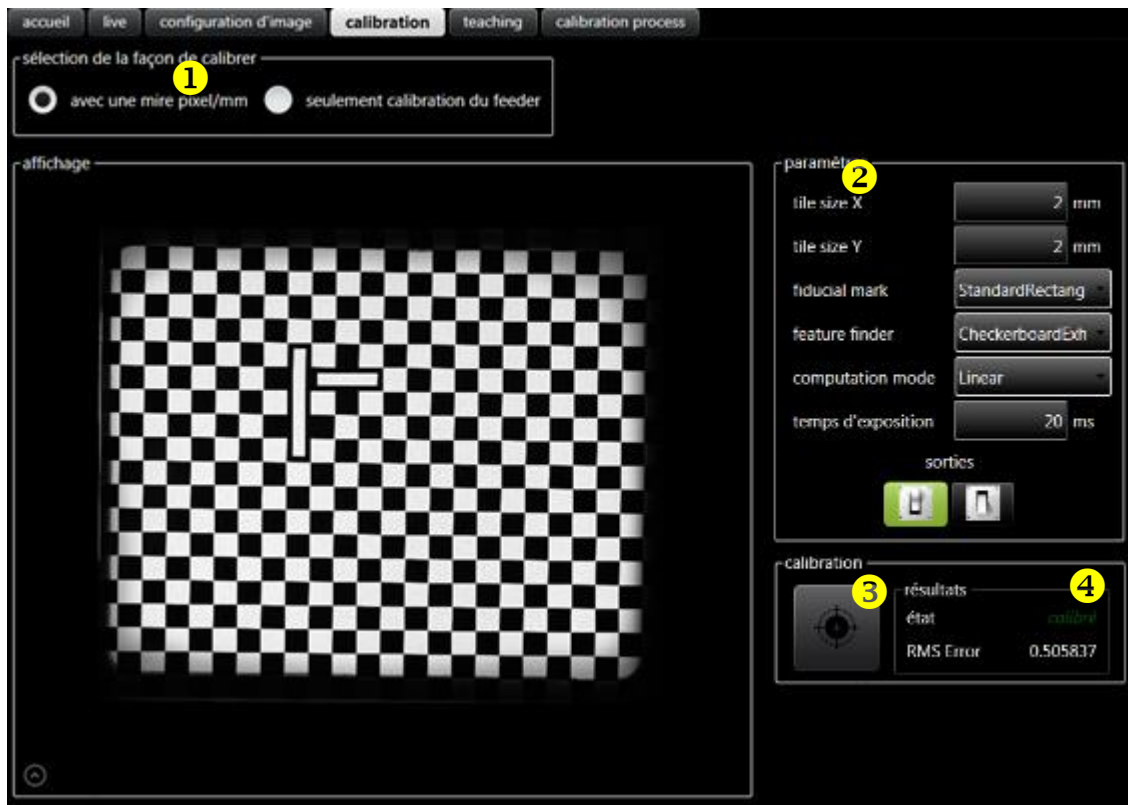 accueil live configuration d'image calibration teaching calibration process
sélection de la façon de calibrer
1
avec une mire pixel/mm seulement calibration du feeder
affichage
paramèt
2
tile size X 2 mm
tile size Y 2 mm
fiducial mark StandardRectang
feature finder CheckerboardExh
computation mode Linear
temps d'exposition 20 ms
sorties
calibration
3
résultats
4
état calibré
RMS Error 0.505837